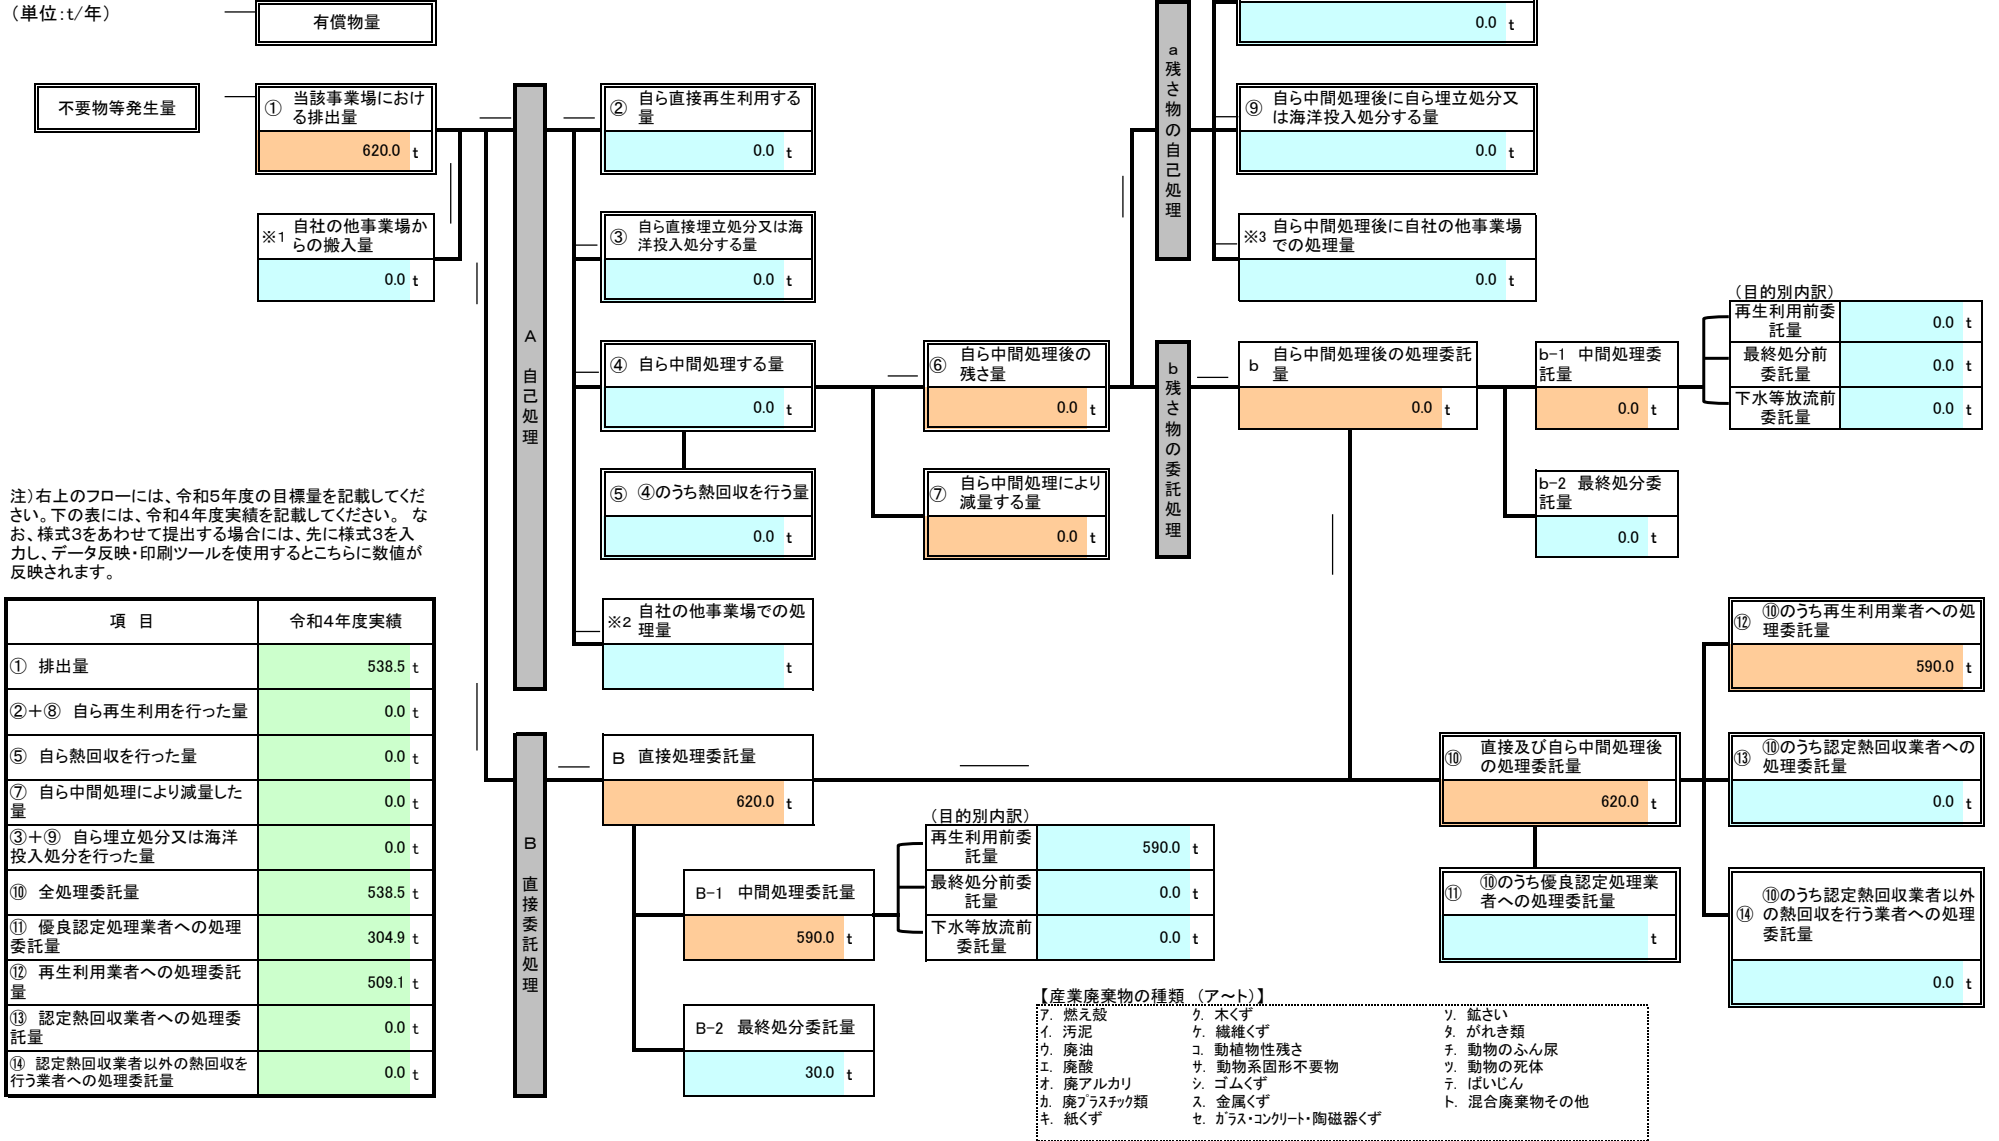 （単位：t/年）
有償物量
0.0 t
不要物等発生量
① 当該事業場におけ
る排出量
620.0 t
※1 自社の他事業場か
らの搬入量
0.0 t
A 自己処理
② 自ら直接再生利用する
量
0.0 t
③ 自ら直接埋立処分又は海
洋投入処分する量
0.0 t
④ 自ら中間処理する量
0.0 t
⑤ ④のうち熱回収を行う量
0.0 t
※2 自社の他事業場での処
理量
t
⑥ 自ら中間処理後の
残さ量
0.0 t
⑦ 自ら中間処理により
減量する量
0.0 t
a残さ物の自己処理
⑨ 自ら中間処理後に自ら埋立処分又
は海洋投入処分する量
0.0 t
※3 自ら中間処理後に自社の他事業場
での処理量
0.0 t
b残さ物の委託処理
b 自ら中間処理後の処理委託
量
0.0 t
b-1 中間処理委
託量
0.0 t
b-2 最終処分委
託量
0.0 t
（目的別内訳）
再生利用前委
託量
0.0 t
最終処分前
委託量
0.0 t
下水等放流前
委託量
0.0 t
注）右上のフローには、令和5年度の目標量を記載してくだ
さい。下の表には、令和4年度実績を記載してください。 な
お、様式3をあわせて提出する場合には、先に様式3を入
力し、データ反映・印刷ツールを使用するとこちらに数値が
反映されます。
項 目 令和4年度実績
① 排出量 538.5 t
②＋⑧ 自ら再生利用を行った量 0.0 t
⑤ 自ら熱回収を行った量 0.0 t
⑦ 自ら中間処理により減量した
量 0.0 t
③＋⑨ 自ら埋立処分又は海洋
投入処分を行った量 0.0 t
⑩ 全処理委託量 538.5 t
⑪ 優良認定処理業者への処理
委託量 304.9 t
⑫ 再生利用業者への処理委託
量 509.1 t
⑬ 認定熱回収業者への処理委
託量 0.0 t
⑭ 認定熱回収業者以外の熱回収を
行う業者への処理委託量 0.0 t
B 直接委託処理
B 直接処理委託量
620.0 t
B-1 中間処理委託量
590.0 t
B-2 最終処分委託量
30.0 t
（目的別内訳）
再生利用前委
託量
590.0 t
最終処分前委
託量
0.0 t
下水等放流前
委託量
0.0 t
⑩ 直接及び自ら中間処理後
の処理委託量
620.0 t
⑪ ⑩のうち優良認定処理業
者への処理委託量
t
⑫ ⑩のうち再生利用業者への処
理委託量
590.0 t
⑬ ⑩のうち認定熱回収業者への
処理委託量
0.0 t
⑭ ⑩のうち認定熱回収業者以外
の熱回収を行う業者への処理
委託量
0.0 t
【産業廃棄物の種類 （ア～ト）】
ア. 燃え殻 ク. 木くず ソ. 鉱さい
イ. 汚泥 ケ. 繊維くず タ. がれき類
ウ. 廃油 コ. 動植物性残さ チ. 動物のふん尿
エ. 廃酸 サ. 動物系固形不要物 ツ. 動物の死体
オ. 廃アルカリ シ. ゴムくず テ. ばいじん
カ. 廃プラスチック類 ス. 金属くず ト. 混合廃棄物その他
キ. 紙くず セ. ガラス・コンクリート・陶磁器くず